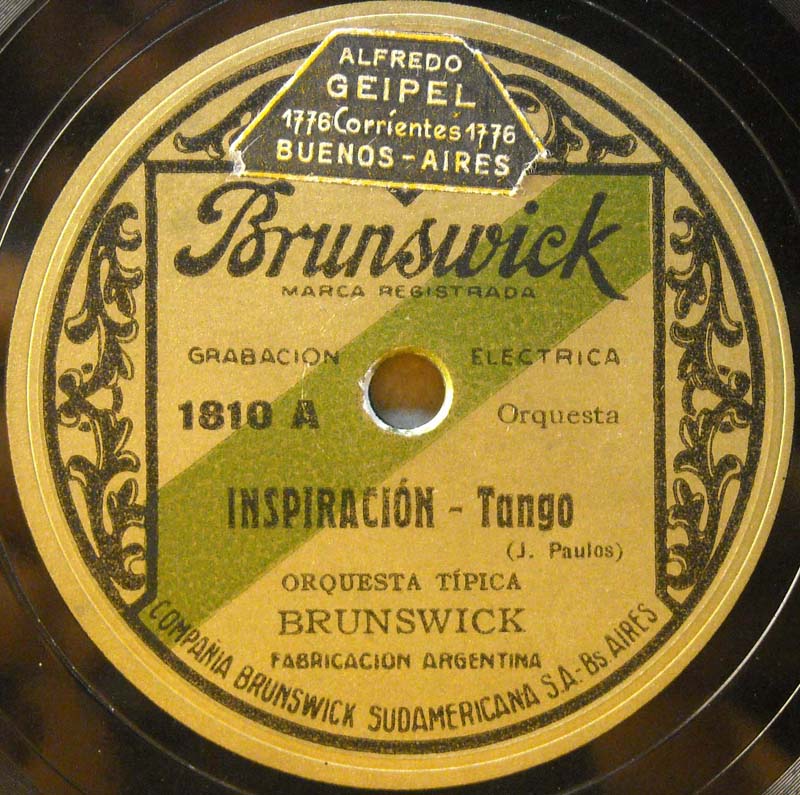 ALFREDO
GEIPEL
1776 Corrientes 1776
BUENOS-AIRES
Brunswick
MARCA REGISTRADA
GRABACION ELECTRICA
1810 A Orquesta
INSPIRACIÓN - Tango
(J. Paulos)
ORQUESTA TÍPICA
BRUNSWICK
FABRICACION ARGENTINA
COMPAÑIA BRUNSWICK SUDAMERICANA S.A.-Bs AIRES